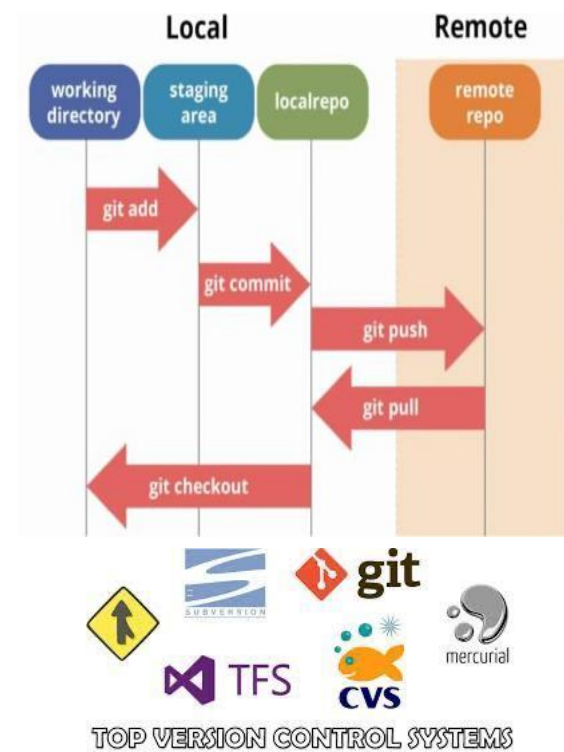 Local
Remote
working
directory
staging
area
localrepo
remote
repo
git add
git commit
git push
git pull
git checkout
SUBVERSION
git
mercurial
TFS
CVS
TOP VERSION CONTROL SYSTEMS